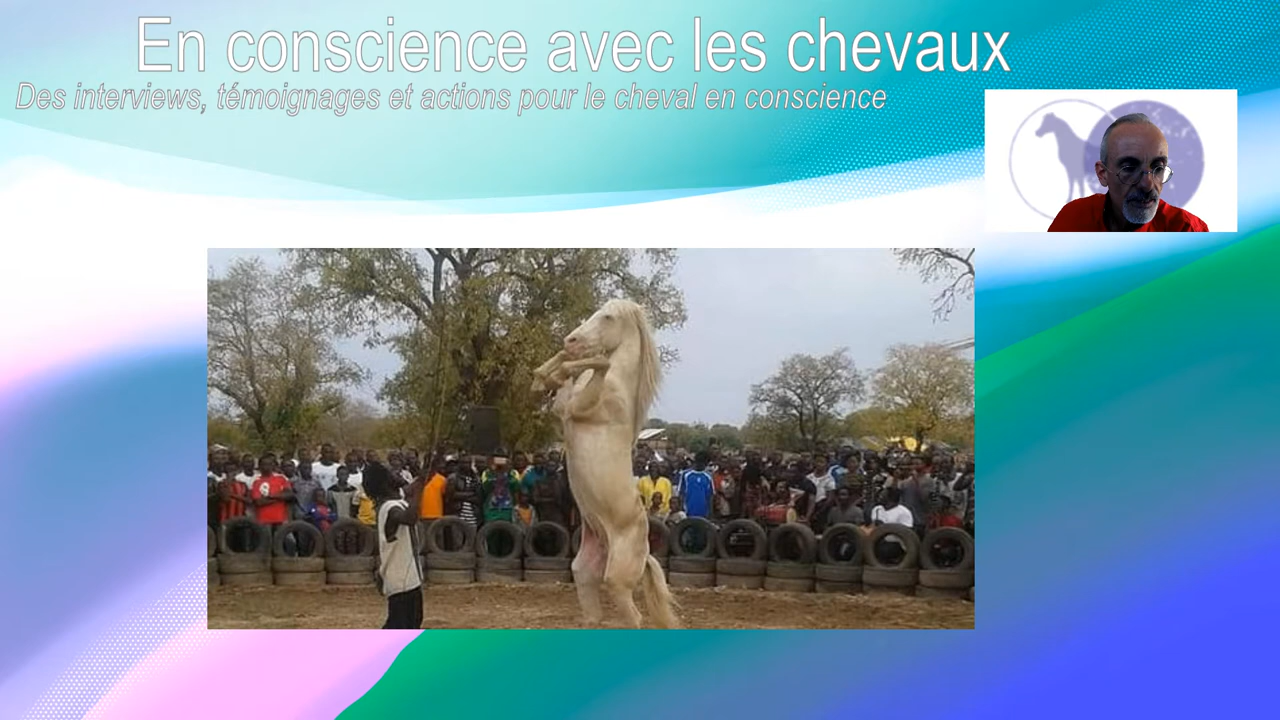 En conscience avec les chevaux
Des interviews, témoignages et actions pour le cheval en conscience